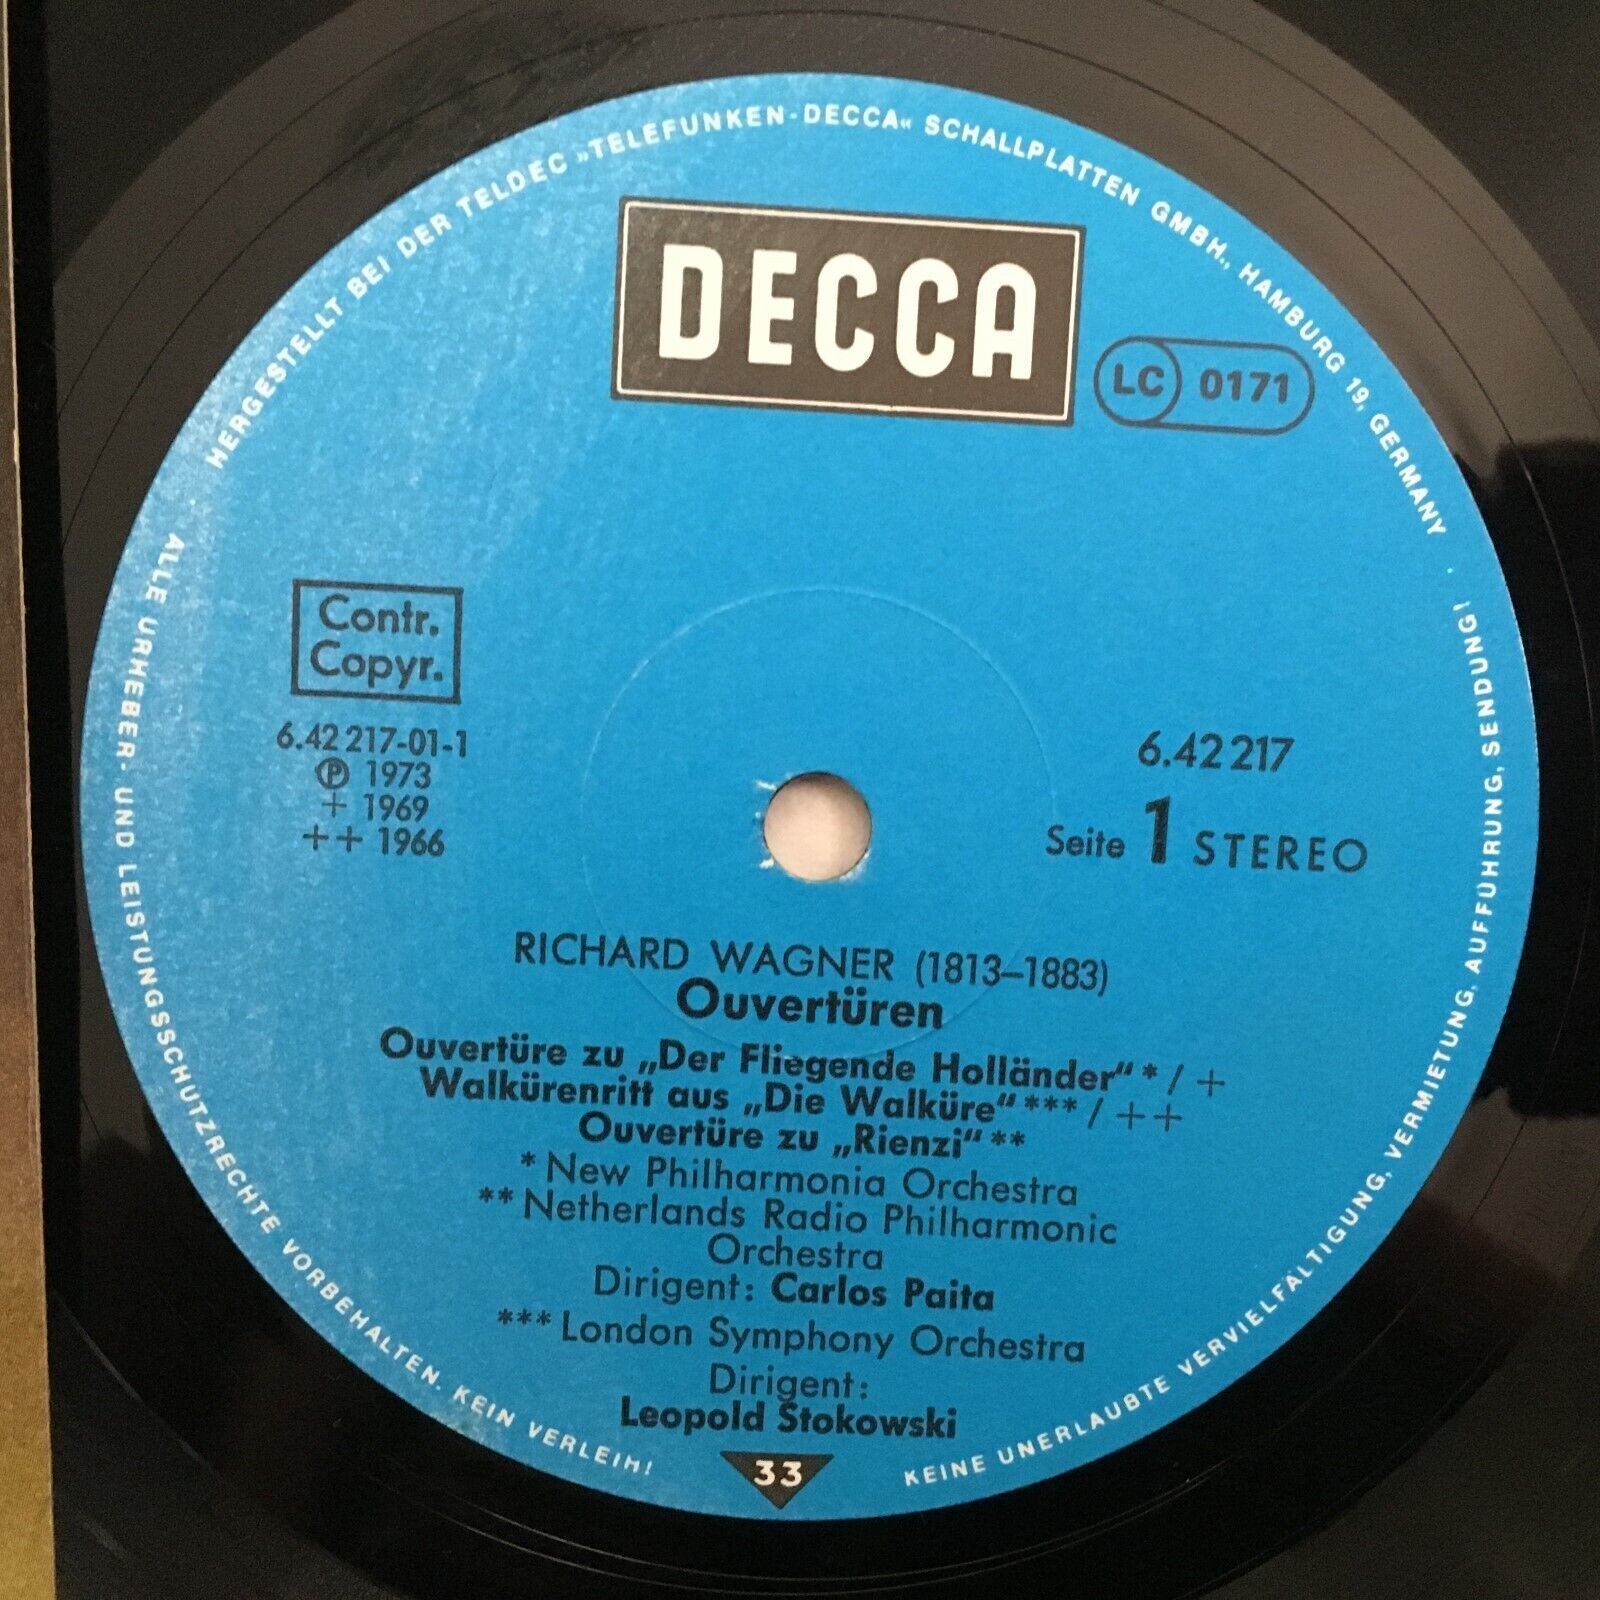 HERGESTELLT BEI DER TELDEC »TELEFUNKEN-DECCA« SCHALLPLATTEN GMBH., HAMBURG 19, GERMANY
DECCA
LC 0171
Contr.
Copyr.
6.42 217-01-1
Ⓟ 1973
+ 1969
++ 1966
6.42 217
Seite 1 STEREO
RICHARD WAGNER (1813–1883)
Ouvertüren
Ouvertüre zu „Der Fliegende Holländer“ * / +
Walkürenritt aus „Die Walküre“ *** / ++
Ouvertüre zu „Rienzi“ **
* New Philharmonia Orchestra
** Netherlands Radio Philharmonic
Orchestra
Dirigent: Carlos Paita
*** London Symphony Orchestra
Dirigent:
Leopold Stokowski
33
ALLE URHEBER- UND LEISTUNGSSCHUTZRECHTE VORBEHALTEN. KEIN VERLEIH!
KEINE UNERLAUBTE VERVIELFÄLTIGUNG, VERMIETUNG, AUFFÜHRUNG, SENDUNG!